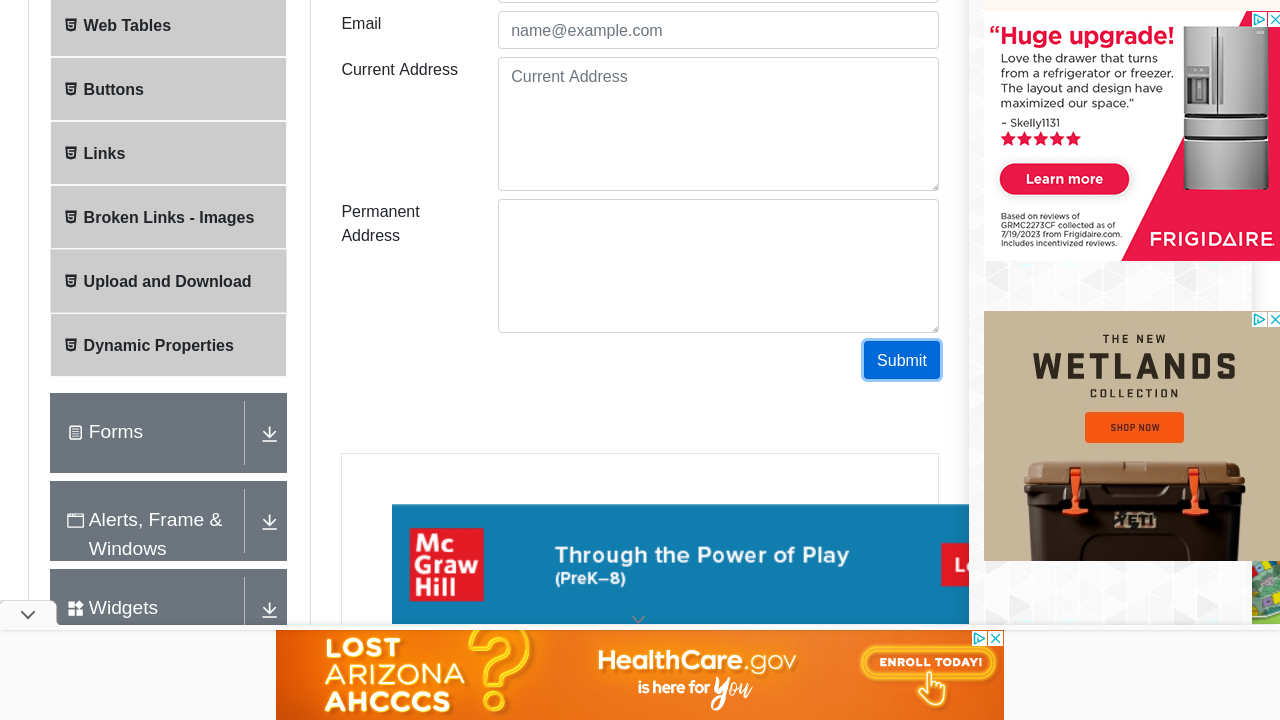 Web Tables
Buttons
Links
Broken Links - Images
Upload and Download
Dynamic Properties
Forms
Alerts, Frame &
Windows
Widgets
Email
name@example.com
Current Address
Current Address
Permanent
Address
Submit
Mc
Graw
Hill
Through the Power of Play
(PreK–8)
“Huge upgrade!
Love the drawer that turns
from a refrigerator or freezer.
The layout and design have
maximized our space.”
– Skelly1131
Learn more
Based on reviews of
GRMC2273CF collected as of
7/19/2023 from Frigidaire.com.
Includes incentivized reviews.
FRIGIDAIRE
THE NEW
WETLANDS
COLLECTION
SHOP NOW
YETI
LOST
ARIZONA
AHCCCS
?
HealthCare.gov
is here for you
ENROLL TODAY!